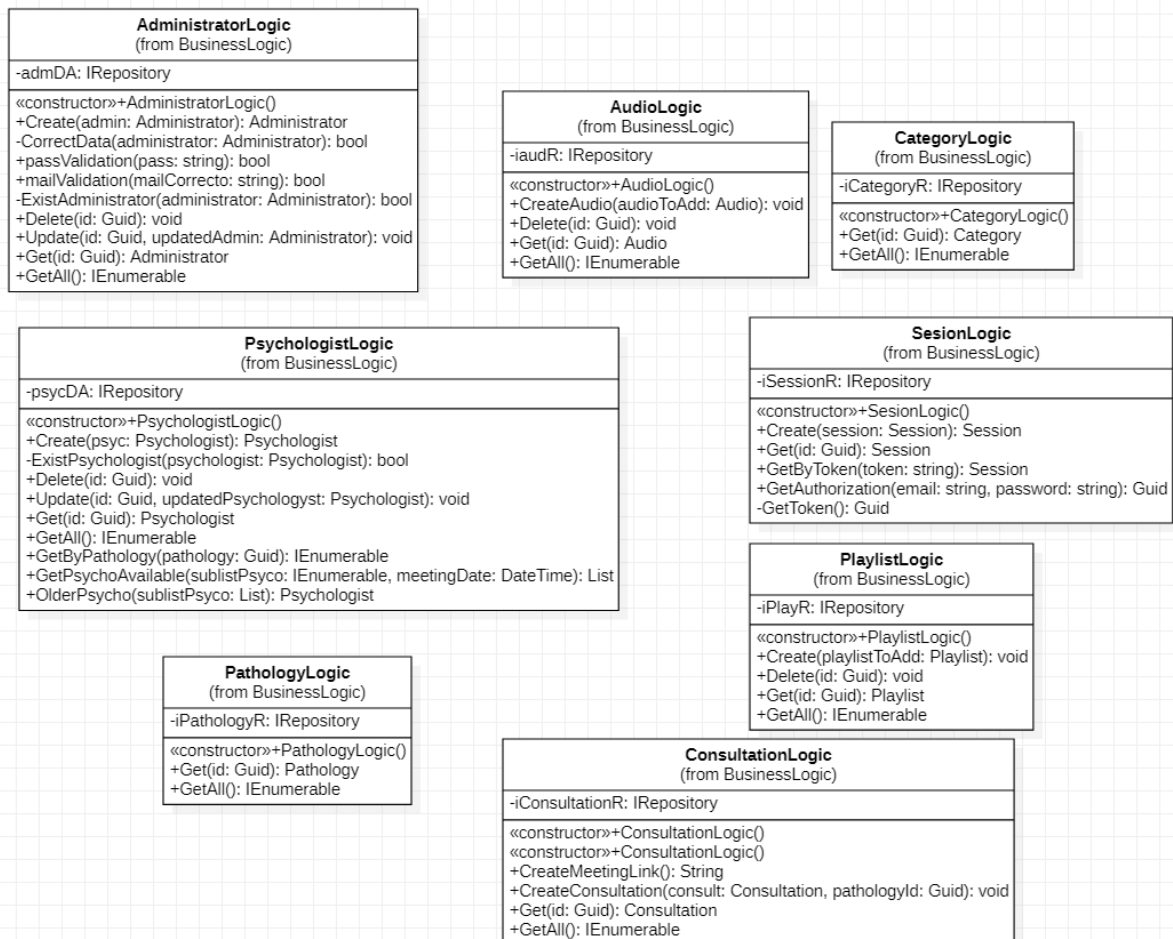 AdministratorLogic
(from BusinessLogic)
-admDA: IRepository
«constructor»+AdministratorLogic()
+Create(admin: Administrator): Administrator
-CorrectData(administrator: Administrator): bool
+passValidation(pass: string): bool
+mailValidation(mailCorrecto: string): bool
-ExistAdministrator(administrator: Administrator): bool
+Delete(id: Guid): void
+Update(id: Guid, updatedAdmin: Administrator): void
+Get(id: Guid): Administrator
+GetAll(): IEnumerable
AudioLogic
(from BusinessLogic)
-iaudR: IRepository
«constructor»+AudioLogic()
+CreateAudio(audioToAdd: Audio): void
+Delete(id: Guid): void
+Get(id: Guid): Audio
+GetAll(): IEnumerable
CategoryLogic
(from BusinessLogic)
-iCategoryR: IRepository
«constructor»+CategoryLogic()
+Get(id: Guid): Category
+GetAll(): IEnumerable
PsychologistLogic
(from BusinessLogic)
-psycDA: IRepository
«constructor»+PsychologistLogic()
+Create(psyc: Psychologist): Psychologist
-ExistPsychologist(psychologist: Psychologist): bool
+Delete(id: Guid): void
+Update(id: Guid, updatedPsychologyst: Psychologist): void
+Get(id: Guid): Psychologist
+GetAll(): IEnumerable
+GetByPathology(pathology: Guid): IEnumerable
+GetPsychoAvailable(sublistPsyco: IEnumerable, meetingDate: DateTime): List
+OlderPsycho(sublistPsyco: List): Psychologist
SesionLogic
(from BusinessLogic)
-iSessionR: IRepository
«constructor»+SesionLogic()
+Create(session: Session): Session
+Get(id: Guid): Session
+GetByToken(token: string): Session
+GetAuthorization(email: string, password: string): Guid
-GetToken(): Guid
PlaylistLogic
(from BusinessLogic)
-iPlayR: IRepository
«constructor»+PlaylistLogic()
+Create(playlistToAdd: Playlist): void
+Delete(id: Guid): void
+Get(id: Guid): Playlist
+GetAll(): IEnumerable
PathologyLogic
(from BusinessLogic)
-iPathologyR: IRepository
«constructor»+PathologyLogic()
+Get(id: Guid): Pathology
+GetAll(): IEnumerable
ConsultationLogic
(from BusinessLogic)
-iConsultationR: IRepository
«constructor»+ConsultationLogic()
«constructor»+ConsultationLogic()
+CreateMeetingLink(): String
+CreateConsultation(consult: Consultation, pathologyId: Guid): void
+Get(id: Guid): Consultation
+GetAll(): IEnumerable